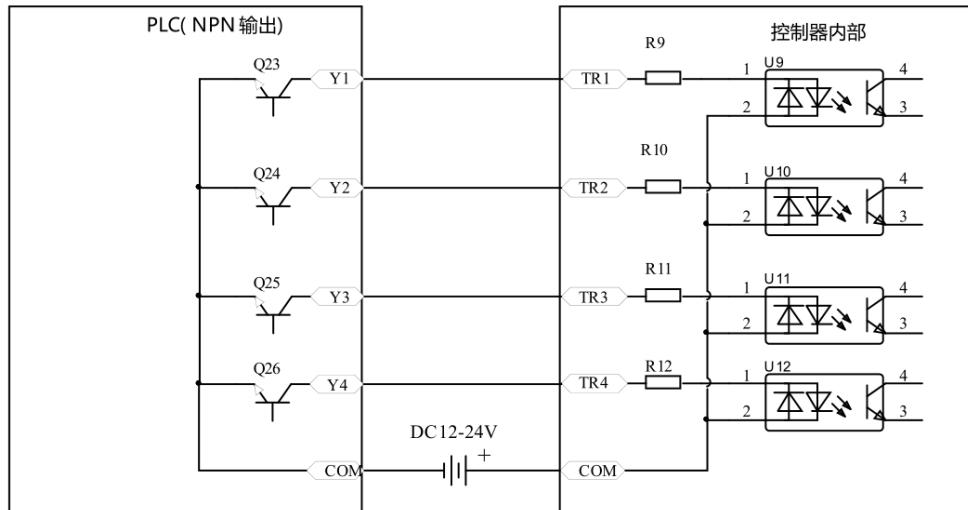 PLC( NPN 输出)
控制器内部
Q23
Y1
TR1
R9
U9
1
2
4
3
Q24
Y2
TR2
R10
U10
1
2
4
3
Q25
Y3
TR3
R11
U11
1
2
4
3
Q26
Y4
TR4
R12
U12
1
2
4
3
DC12-24V
+
COM
COM